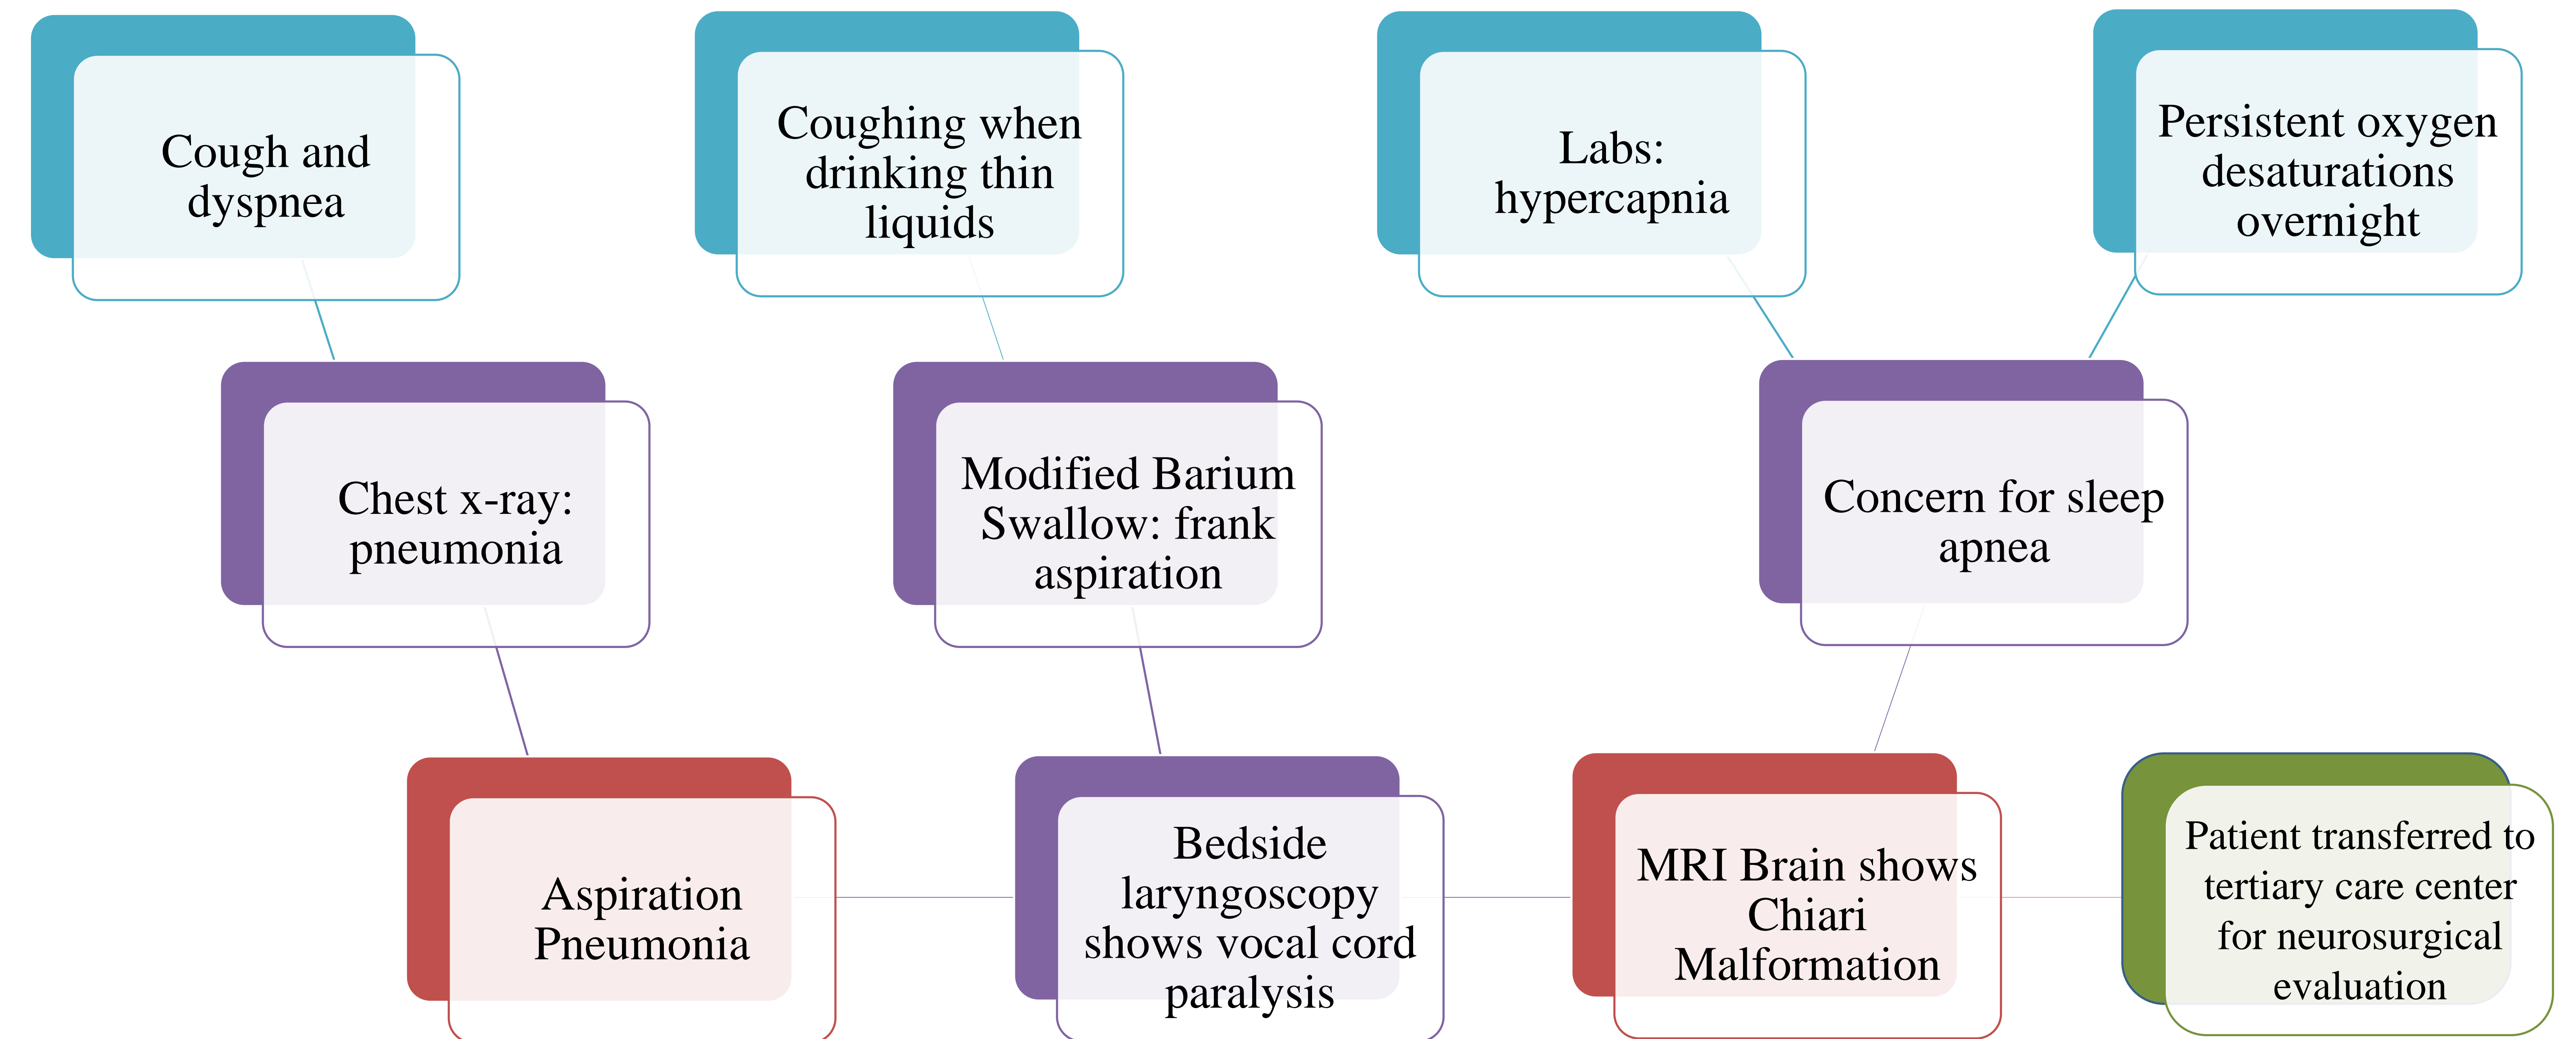 Cough and
dyspnea
Coughing when
drinking thin
liquids
Labs:
hypercapnia
Persistent oxygen
desaturations
overnight
Chest x-ray:
pneumonia
Modified Barium
Swallow: frank
aspiration
Concern for sleep
apnea
Aspiration
Pneumonia
Bedside
laryngoscopy
shows vocal cord
paralysis
MRI Brain shows
Chiari
Malformation
Patient transferred to
tertiary care center
for neurosurgical
evaluation